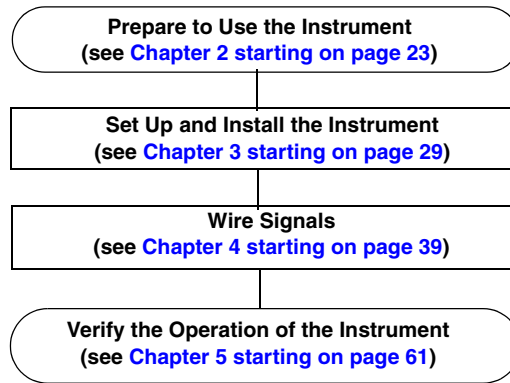 Prepare to Use the Instrument
(see Chapter 2 starting on page 23)
Set Up and Install the Instrument
(see Chapter 3 starting on page 29)
Wire Signals
(see Chapter 4 starting on page 39)
Verify the Operation of the Instrument
(see Chapter 5 starting on page 61)